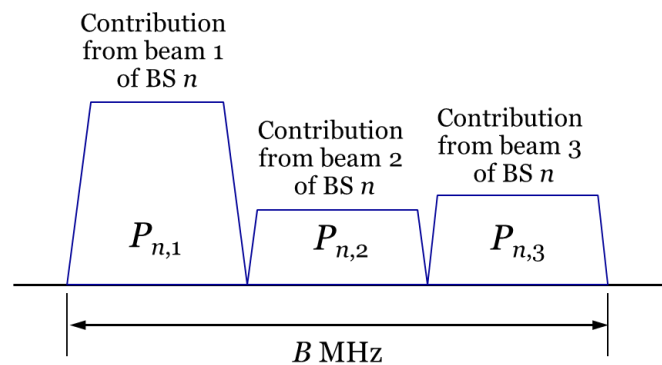 Contribution
from beam 1
of BS n
Contribution
from beam 2
of BS n
Contribution
from beam 3
of BS n
P_{n,1}
P_{n,2}
P_{n,3}
B MHz